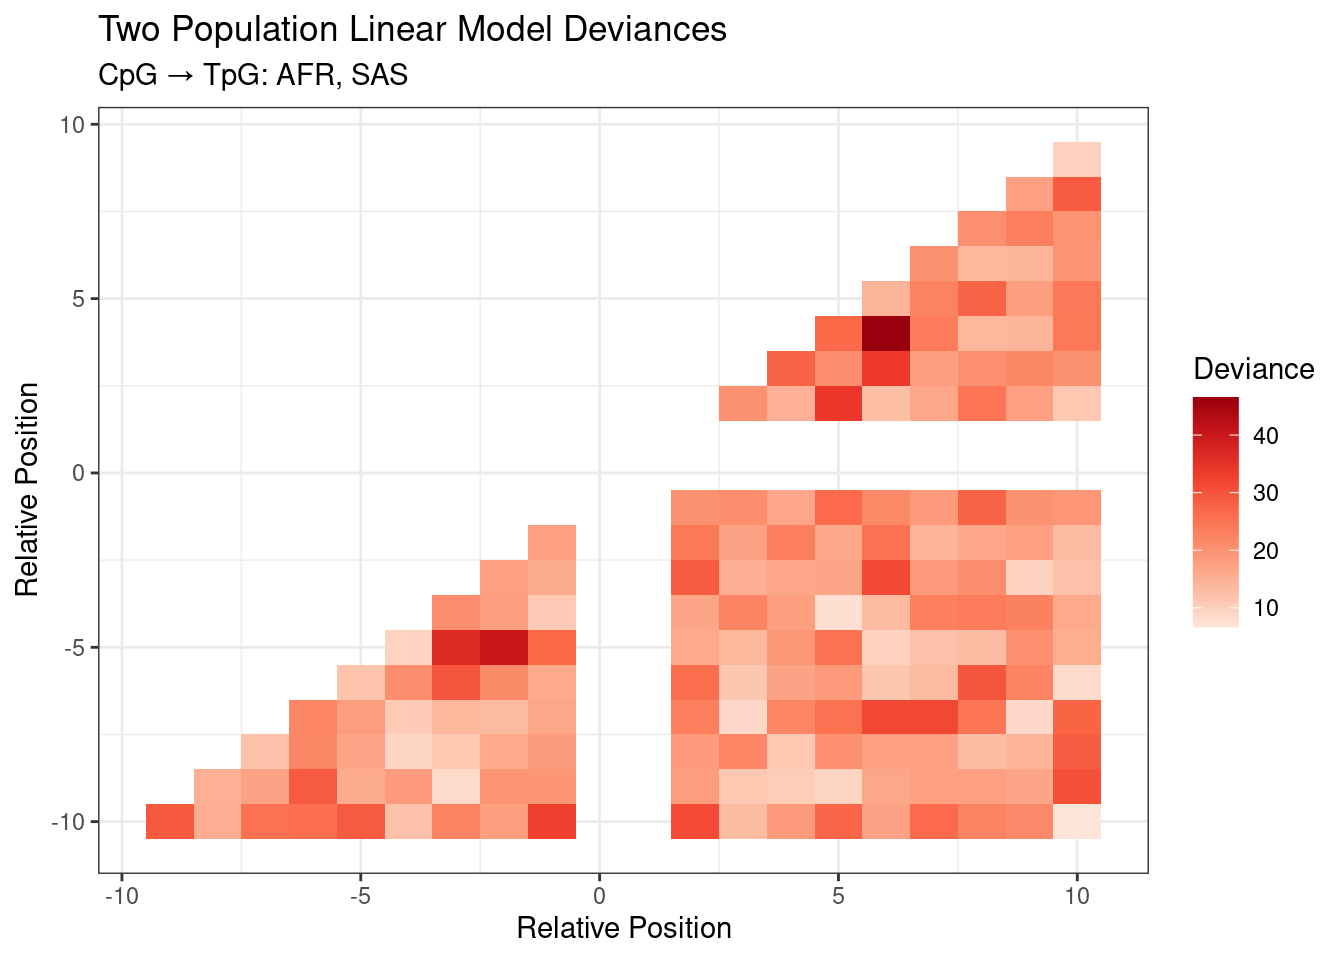 Two Population Linear Model Deviances
CpG → TpG: AFR, SAS
10
5
0
-5
-10
Relative Position
-10 -5 0 5 10
Relative Position
Deviance
40
30
20
10